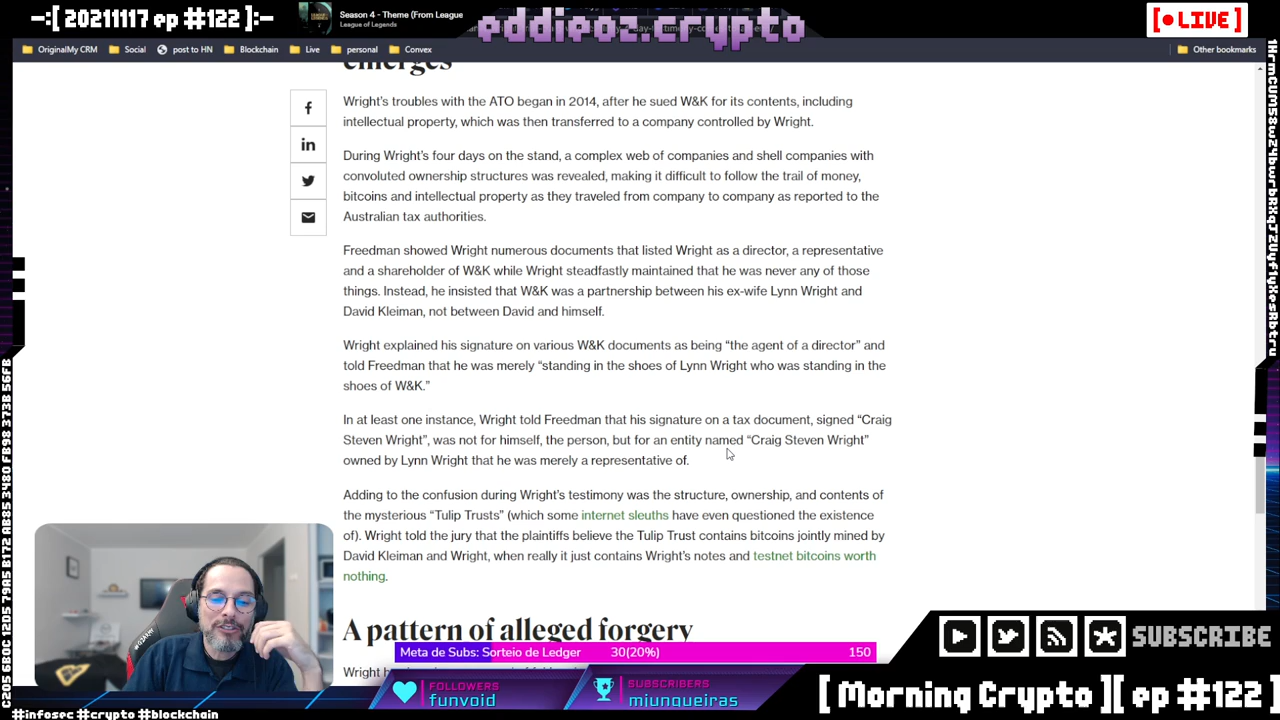 -:[ 20211117 ep #122 ]:-
Season 4 - Theme (From League
League of Legends
eddieoz.crypto
[●LIVE]
OriginalMy CRM
Social
post to HN
Blockchain
Live
personal
Convex
Other bookmarks
emerges
Wright's troubles with the ATO began in 2014, after he sued W&K for its contents, including
intellectual property, which was then transferred to a company controlled by Wright.
During Wright's four days on the stand, a complex web of companies and shell companies with
convoluted ownership structures was revealed, making it difficult to follow the trail of money,
bitcoins and intellectual property as they traveled from company to company as reported to the
Australian tax authorities.
Freedman showed Wright numerous documents that listed Wright as a director, a representative
and a shareholder of W&K while Wright steadfastly maintained that he was never any of those
things. Instead, he insisted that W&K was a partnership between his ex-wife Lynn Wright and
David Kleiman, not between David and himself.
Wright explained his signature on various W&K documents as being “the agent of a director” and
told Freedman that he was merely “standing in the shoes of Lynn Wright who was standing in the
shoes of W&K.”
In at least one instance, Wright told Freedman that his signature on a tax document, signed “Craig
Steven Wright”, was not for himself, the person, but for an entity named “Craig Steven Wright”
owned by Lynn Wright that he was merely a representative of.
Adding to the confusion during Wright's testimony was the structure, ownership, and contents of
the mysterious “Tulip Trusts” (which some internet sleuths have even questioned the existence
of). Wright told the jury that the plaintiffs believe the Tulip Trust contains bitcoins jointly mined by
David Kleiman and Wright, when really it just contains Wright's notes and testnet bitcoins worth
nothing.
A pattern of alleged forgery
Meta de Subs: Sorteio de Ledger 30(20%) 150
FOLLOWERS
funvoid
SUBSCRIBERS
mjunqueiras
SUBSCRIBE
[ Morning Crypto ][ ep #122 ]
#infosec #crypto #blockchain
C505 6B0C 12D5 79A5 B172 AB85 3480 FB98 373B 56FB